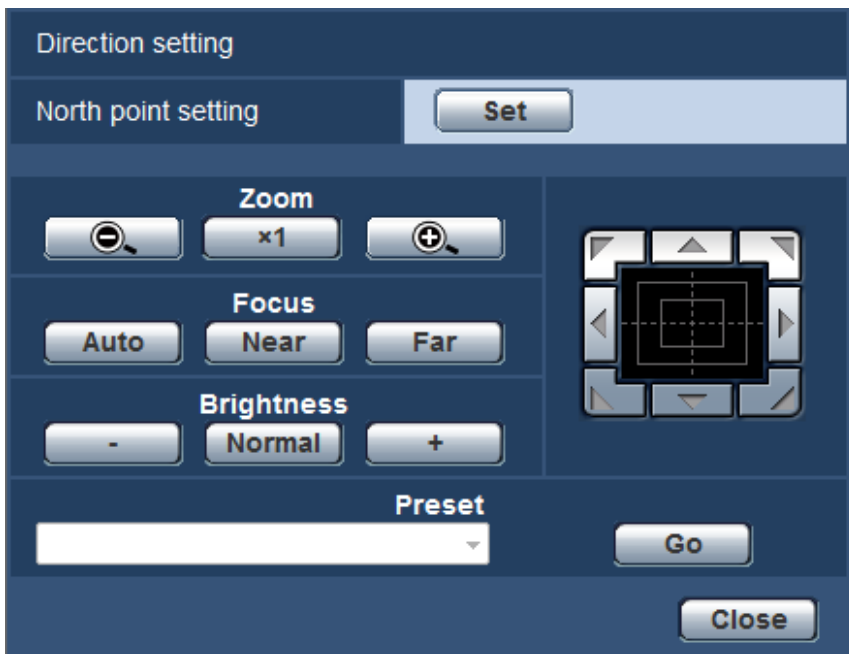 Direction setting
North point setting Set
Zoom
×1
Focus
Auto Near Far
Brightness
- Normal +
Preset
Go
Close